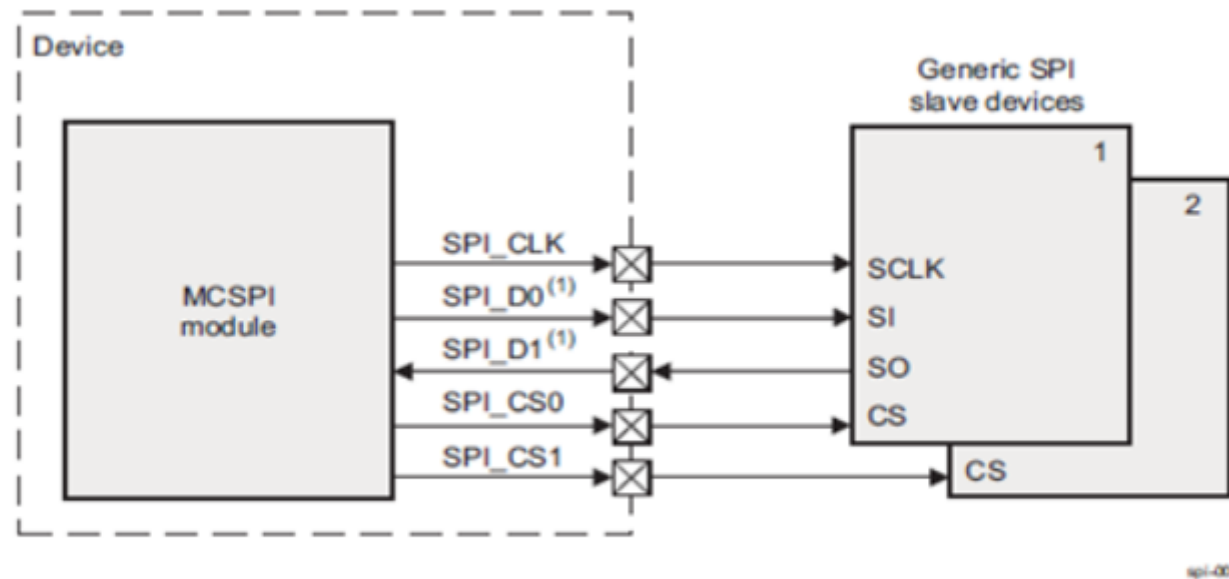 Device
Generic SPI
slave devices
1
2
MCSPI
module
SPI_CLK
SPI_D0(1)
SPI_D1(1)
SPI_CS0
SPI_CS1
SCLK
SI
SO
CS
CS